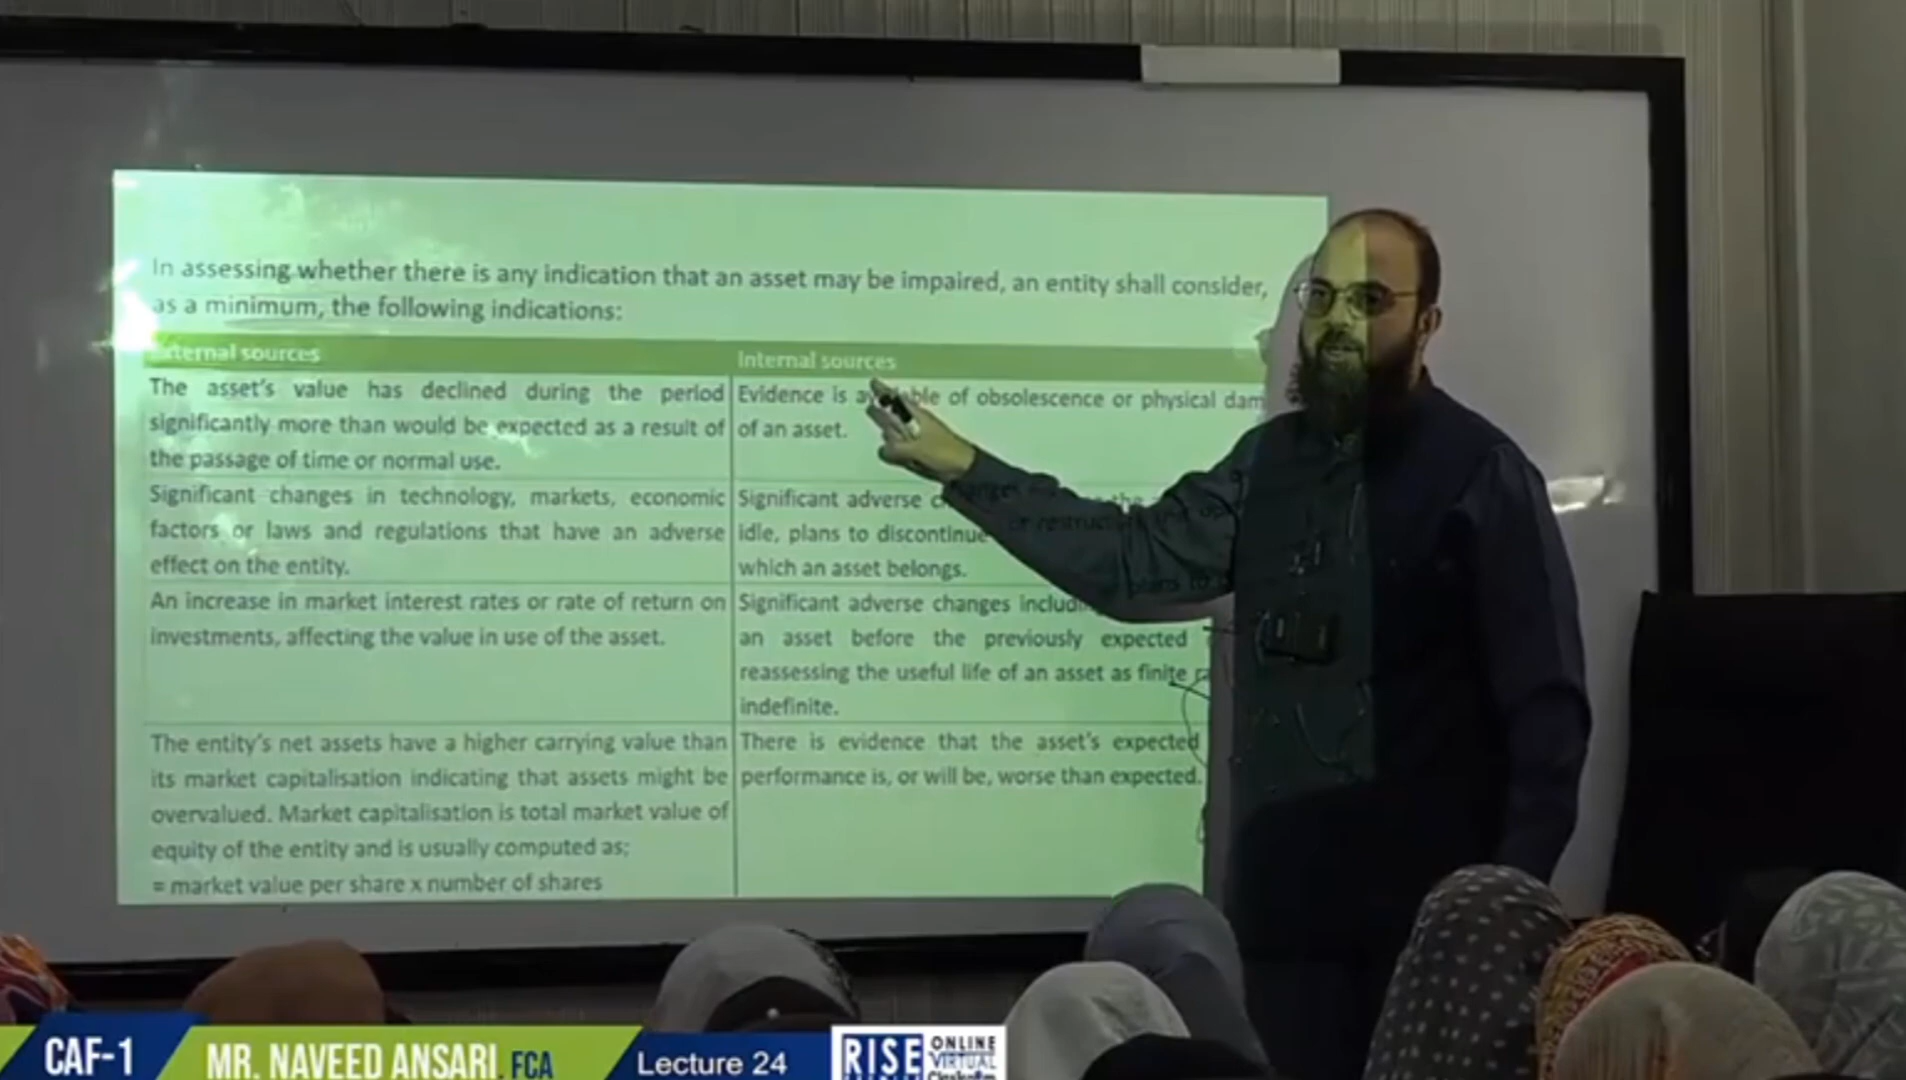 In assessing whether there is any indication that an asset may be impaired, an entity shall consider,
as a minimum, the following indications:
External sources
The asset's value has declined during the period
significantly more than would be expected as a result of
the passage of time or normal use.
Significant changes in technology, markets, economic
factors or laws and regulations that have an adverse
effect on the entity.
An increase in market interest rates or rate of return on
investments, affecting the value in use of the asset.
The entity's net assets have a higher carrying value than
its market capitalisation indicating that assets might be
overvalued. Market capitalisation is total market value of
equity of the entity and is usually computed as;
= market value per share x number of shares
Internal sources
Evidence is available of obsolescence or physical dam
of an asset.
Significant adverse changes the
idle, plans to discontinue or
which an asset belongs.
Significant adverse changes plans to
an asset before the previously expected
reassessing the useful life of an asset as finite
indefinite.
There is evidence that the asset's expected
performance is, or will be, worse than expected.
CAF-1
MR. NAVEED ANSARI, FCA
Lecture 24
RISE
ONLINE
VIRTUAL